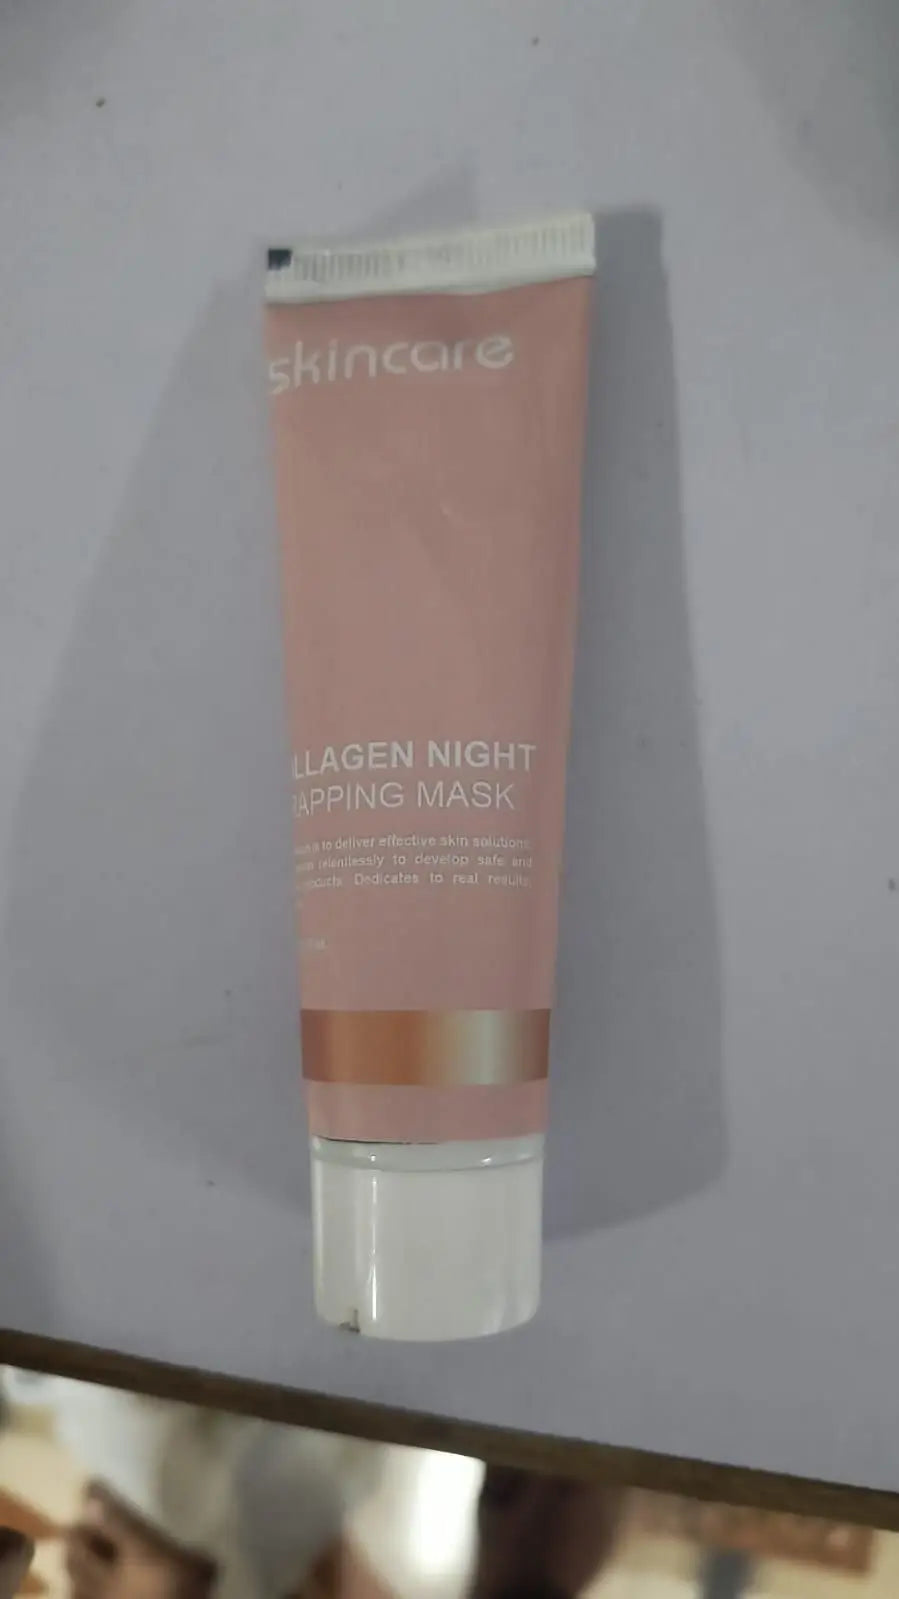 skincare
LLAGEN NIGHT
RAPPING MASK
is to deliver effective skin solutions,
relentlessly to develop safe and
products. Dedicates to real results,